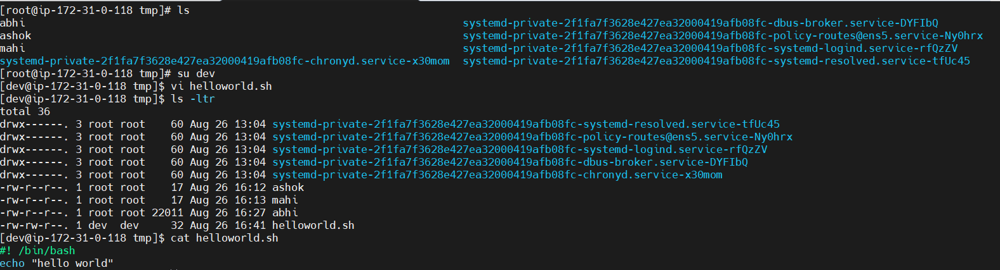 [root@ip-172-31-0-118 tmp]# ls
abhi systemd-private-2f1fa7f3628e427ea32000419afb08fc-dbus-broker.service-DYFIbQ
ashok systemd-private-2f1fa7f3628e427ea32000419afb08fc-policy-routes@ens5.service-Ny0hrx
mahi systemd-private-2f1fa7f3628e427ea32000419afb08fc-systemd-logind.service-rfQzZV
systemd-private-2f1fa7f3628e427ea32000419afb08fc-chronyd.service-x30mom systemd-private-2f1fa7f3628e427ea32000419afb08fc-systemd-resolved.service-tfUc45
[root@ip-172-31-0-118 tmp]# su dev
[dev@ip-172-31-0-118 tmp]$ vi helloworld.sh
[dev@ip-172-31-0-118 tmp]$ ls -ltr
total 36
drwx------. 3 root root 60 Aug 26 13:04 systemd-private-2f1fa7f3628e427ea32000419afb08fc-systemd-resolved.service-tfUc45
drwx------. 3 root root 60 Aug 26 13:04 systemd-private-2f1fa7f3628e427ea32000419afb08fc-policy-routes@ens5.service-Ny0hrx
drwx------. 3 root root 60 Aug 26 13:04 systemd-private-2f1fa7f3628e427ea32000419afb08fc-systemd-logind.service-rfQzZV
drwx------. 3 root root 60 Aug 26 13:04 systemd-private-2f1fa7f3628e427ea32000419afb08fc-dbus-broker.service-DYFIbQ
drwx------. 3 root root 60 Aug 26 13:04 systemd-private-2f1fa7f3628e427ea32000419afb08fc-chronyd.service-x30mom
-rw-r--r--. 1 root root 17 Aug 26 16:12 ashok
-rw-r--r--. 1 root root 17 Aug 26 16:13 mahi
-rw-r--r--. 1 root root 22011 Aug 26 16:27 abhi
-rw-rw-r--. 1 dev dev 32 Aug 26 16:41 helloworld.sh
[dev@ip-172-31-0-118 tmp]$ cat helloworld.sh
#! /bin/bash
echo "hello world"